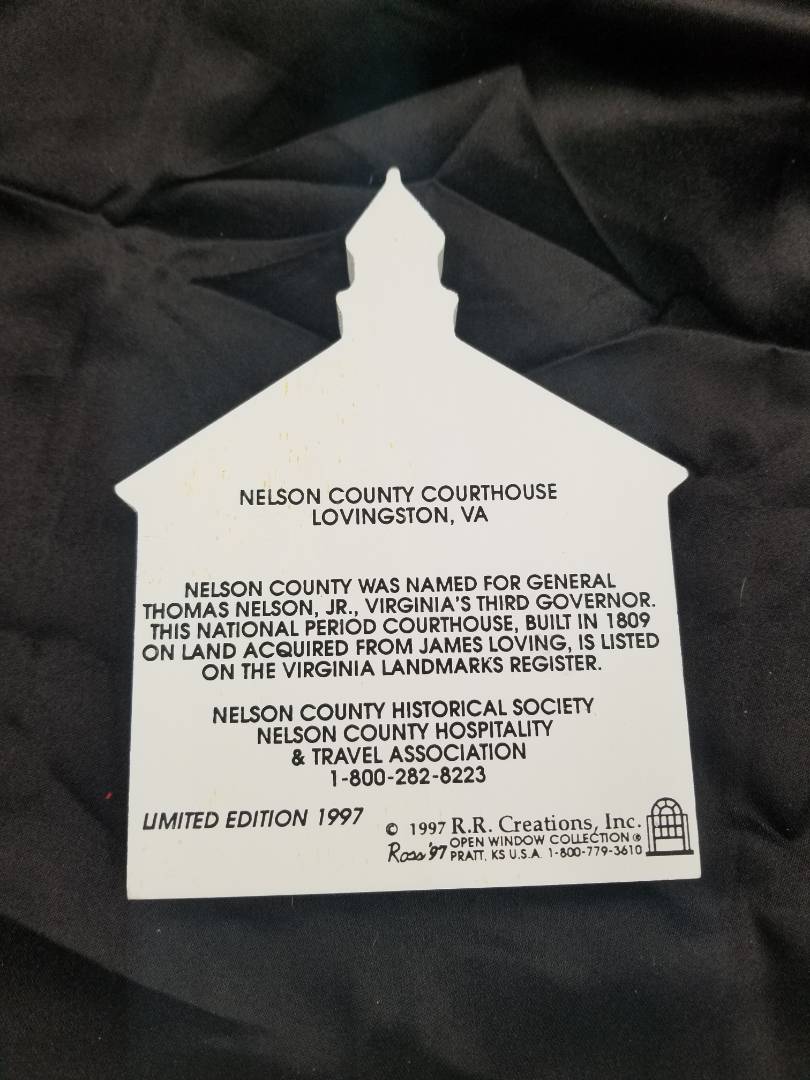 NELSON COUNTY COURTHOUSE
LOVINGSTON, VA
NELSON COUNTY WAS NAMED FOR GENERAL
THOMAS NELSON, JR., VIRGINIA'S THIRD GOVERNOR.
THIS NATIONAL PERIOD COURTHOUSE, BUILT IN 1809
ON LAND ACQUIRED FROM JAMES LOVING, IS LISTED
ON THE VIRGINIA LANDMARKS REGISTER.
NELSON COUNTY HISTORICAL SOCIETY
NELSON COUNTY HOSPITALITY
& TRAVEL ASSOCIATION
1-800-282-8223
LIMITED EDITION 1997
© 1997 R.R. Creations, Inc.
OPEN WINDOW COLLECTION ®
Ross '97 PRATT, KS U.S.A. 1-800-779-3610